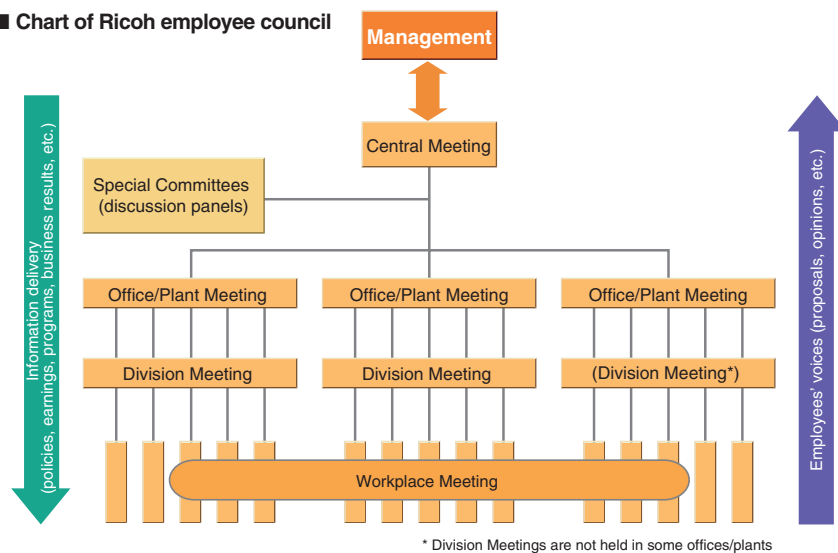 ■ Chart of Ricoh employee council
Management
Central Meeting
Special Committees
(discussion panels)
Information delivery
(policies, earnings, programs, business results, etc.)
Employees' voices (proposals, opinions, etc.)
Office/Plant Meeting
Office/Plant Meeting
Office/Plant Meeting
Division Meeting
Division Meeting
(Division Meeting*)
Workplace Meeting
* Division Meetings are not held in some offices/plants